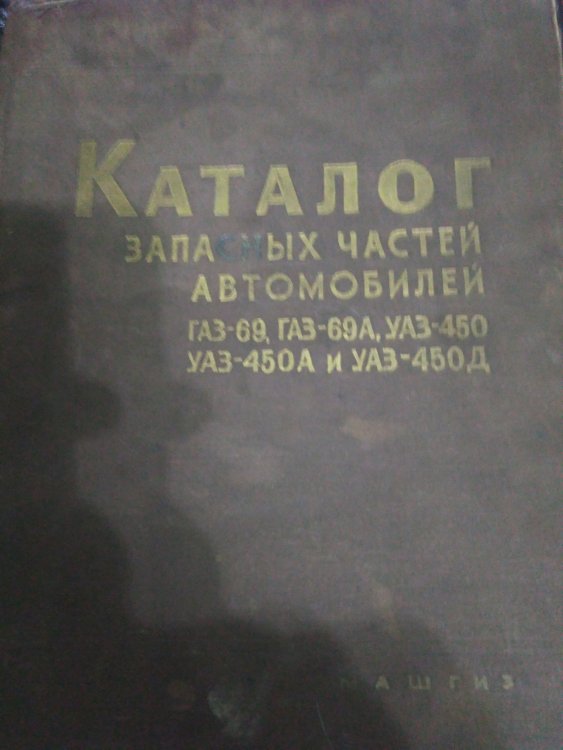 КАТАЛОГ
ЗАПАСНЫХ ЧАСТЕЙ
АВТОМОБИЛЕЙ
ГАЗ-69, ГАЗ-69А, УАЗ-450
УАЗ-450А и УАЗ-450Д
МАШГИЗ